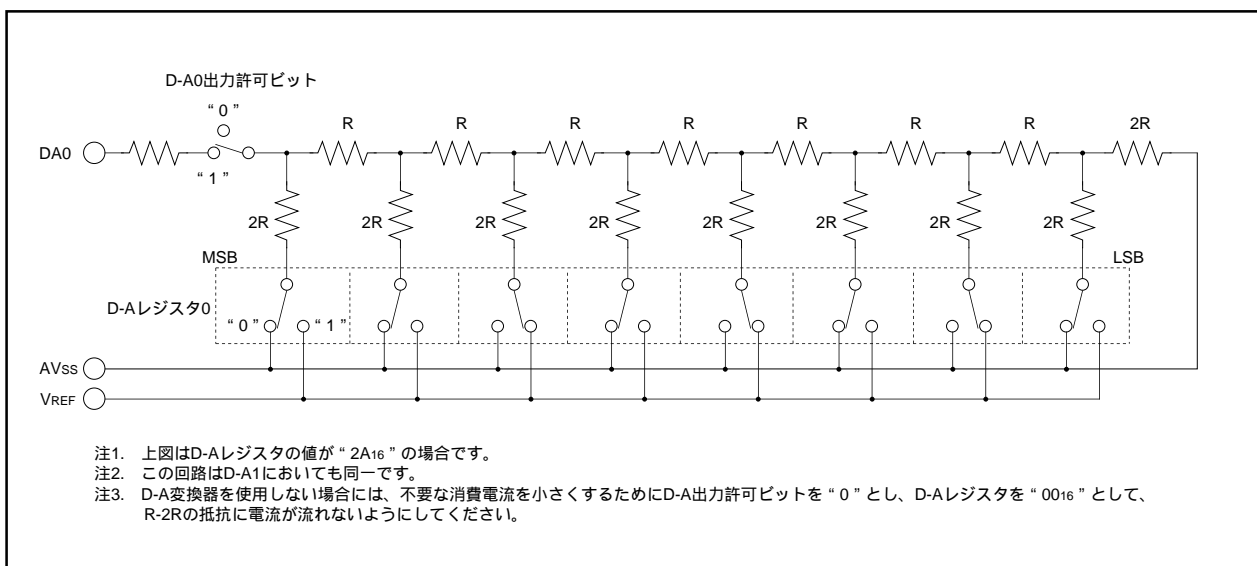 D-A0出力許可ビット
“ 0 ”
R R R R R R R 2R
DA0
“ 1 ”
2R 2R 2R 2R 2R 2R 2R 2R
MSB LSB
D-Aレジスタ0
“ 0 ” “ 1 ”
AVSS
VREF
注1. 上図はD-Aレジスタの値が “ 2A16 ” の場合です。
注2. この回路はD-A1においても同一です。
注3. D-A変換器を使用しない場合には、不要な消費電流を小さくするためにD-A出力許可ビットを “ 0 ” とし、D-Aレジスタを “ 0016 ” として、
R-2Rの抵抗に電流が流れないようにしてください。